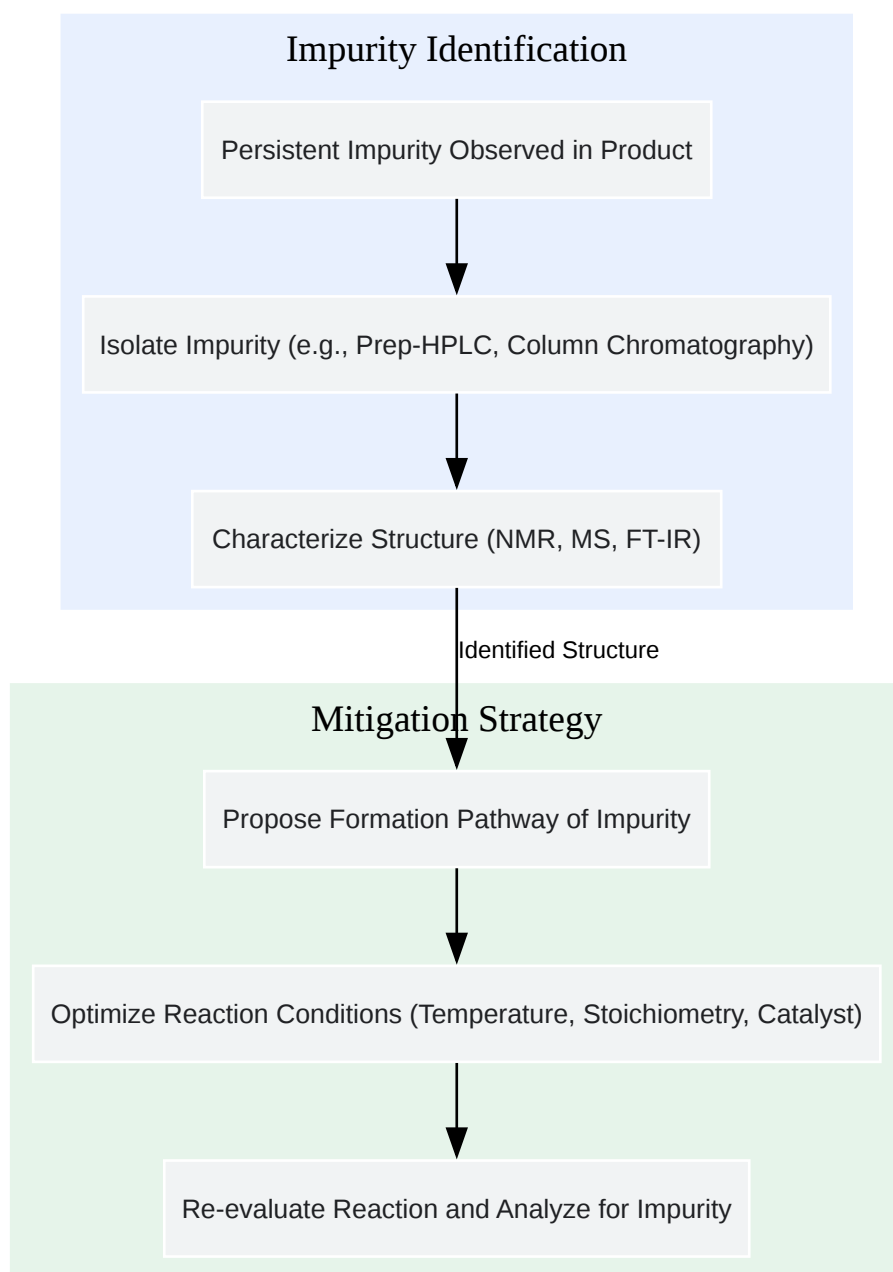 Impurity Identification
Persistent Impurity Observed in Product
Isolate Impurity (e.g., Prep-HPLC, Column Chromatography)
Characterize Structure (NMR, MS, FT-IR)
Identified Structure
Mitigation Strategy
Propose Formation Pathway of Impurity
Optimize Reaction Conditions (Temperature, Stoichiometry, Catalyst)
Re-evaluate Reaction and Analyze for Impurity